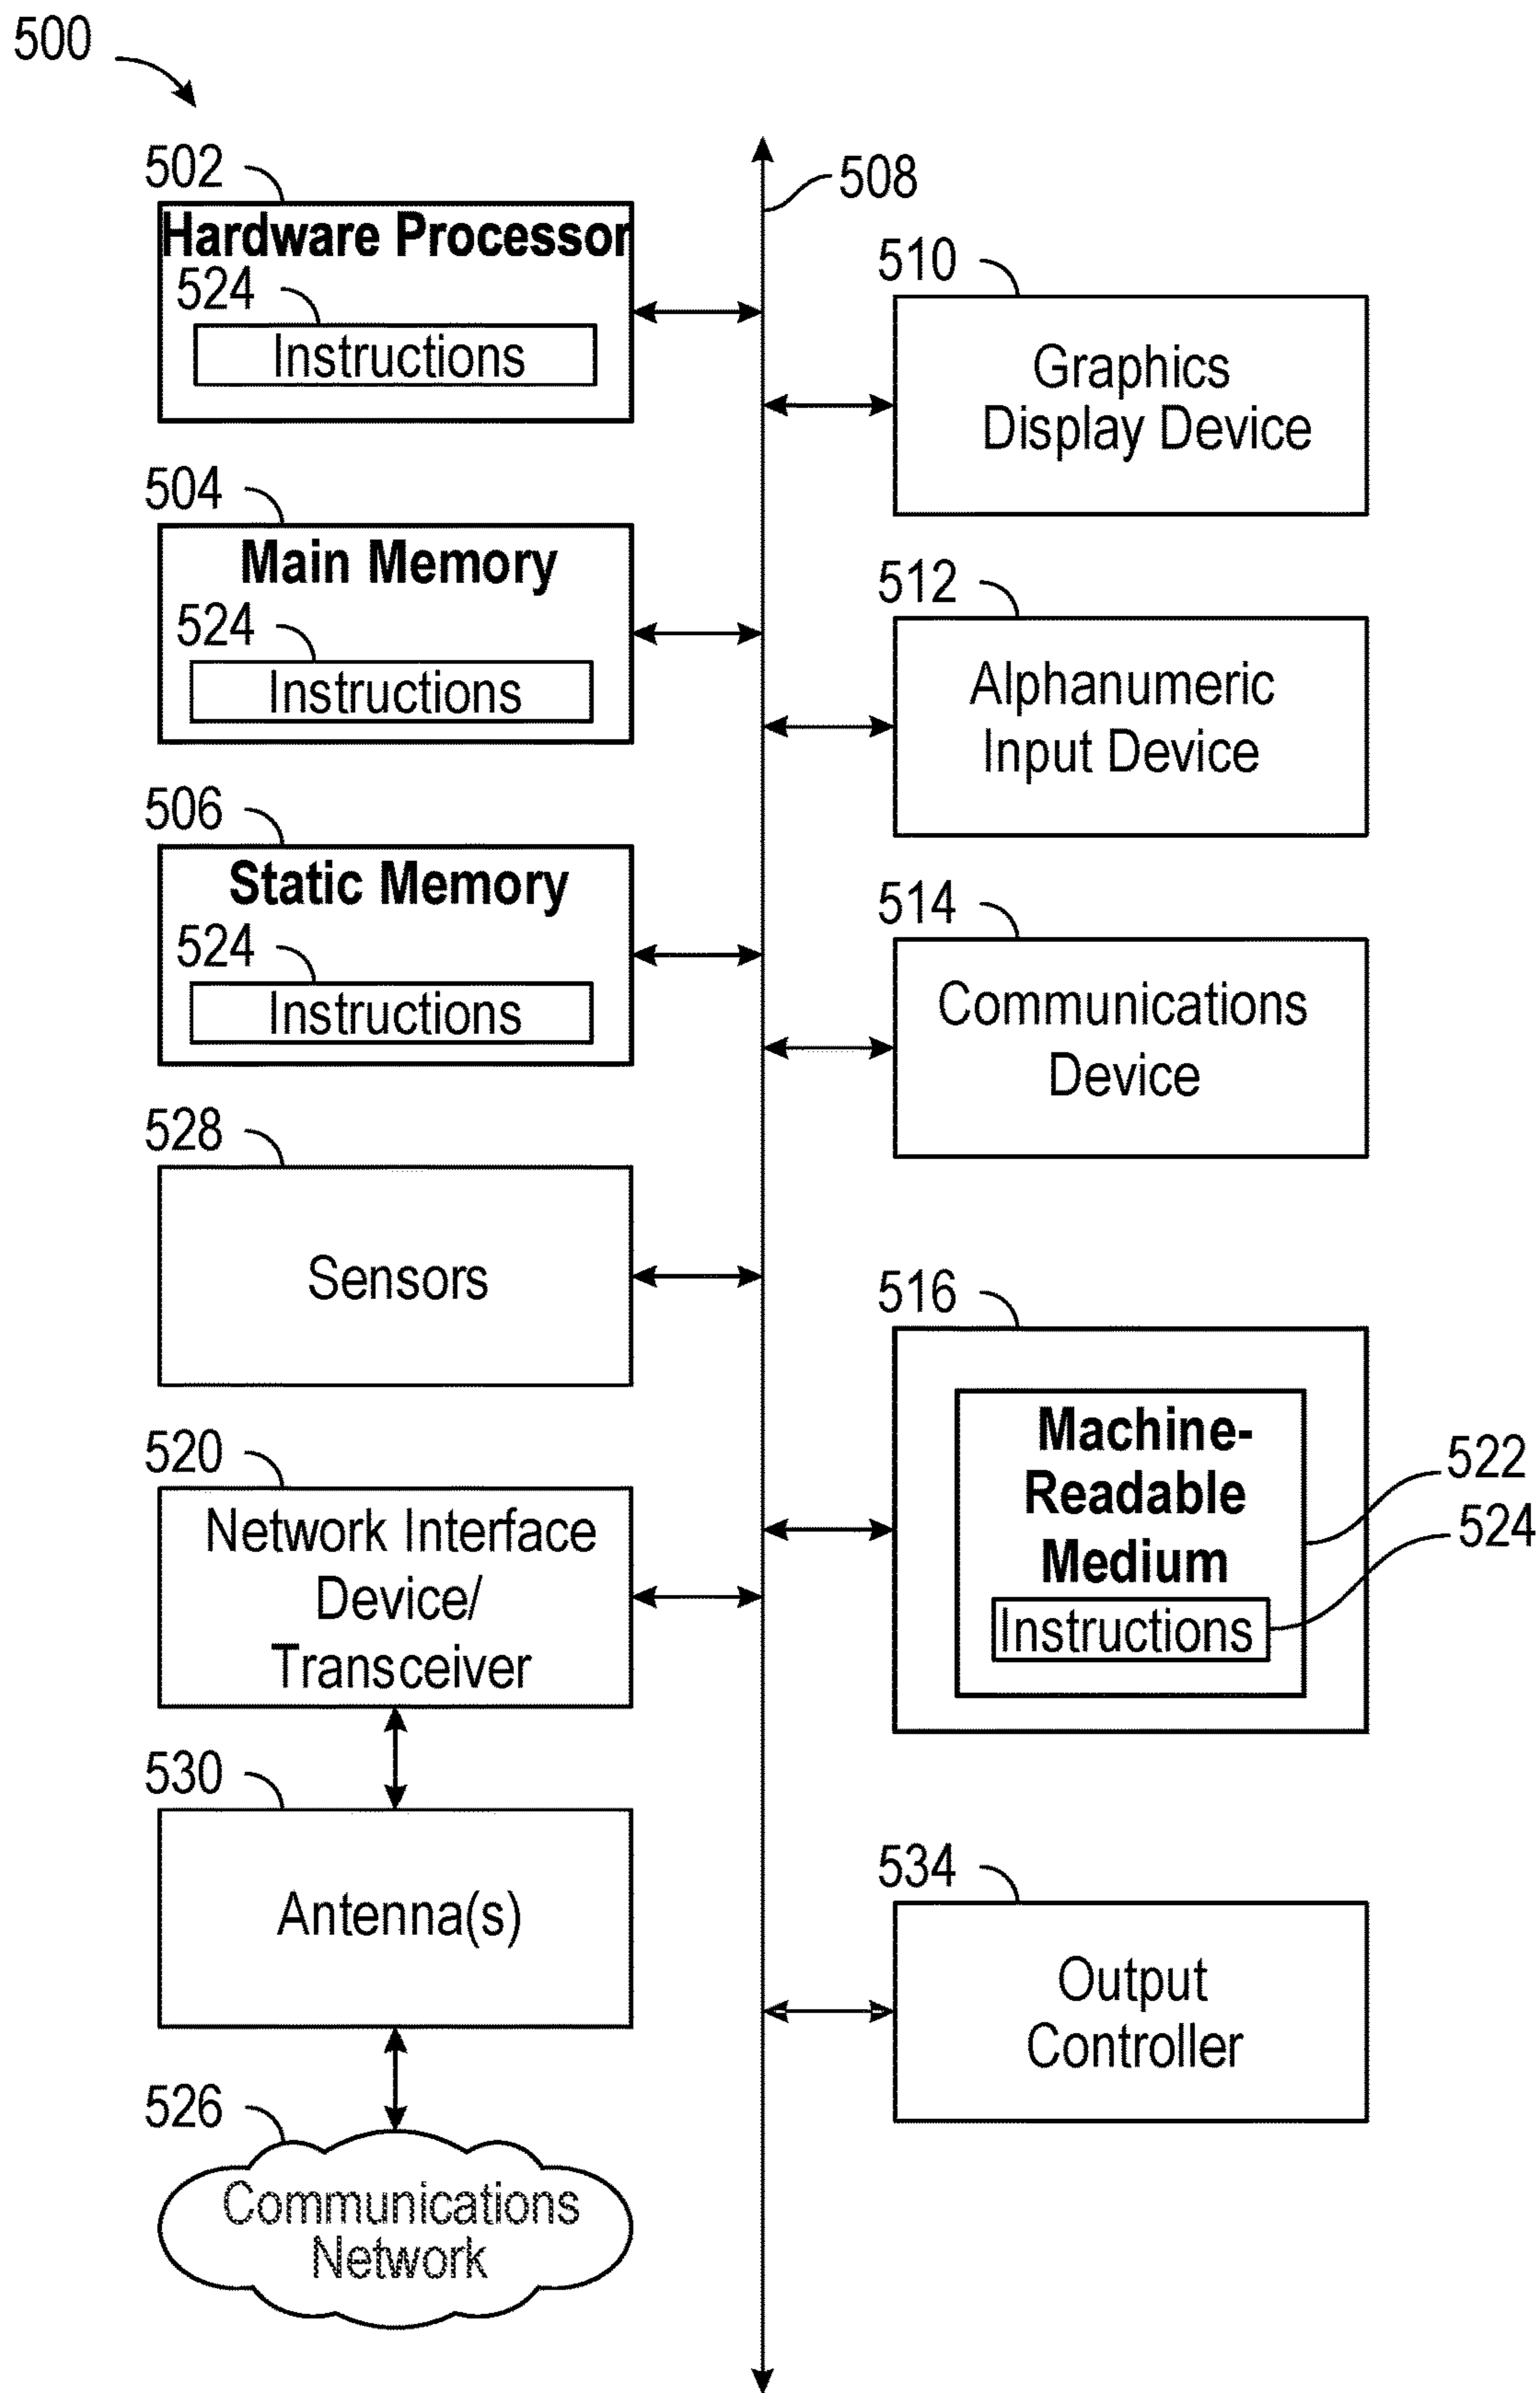 500
502
Hardware Processor
524
Instructions
504
Main Memory
524
Instructions
506
Static Memory
524
Instructions
528
Sensors
520
Network Interface
Device/
Transceiver
530
Antenna(s)
526
Communications
Network
508
510
Graphics
Display Device
512
Alphanumeric
Input Device
514
Communications
Device
516
Machine-
Readable
Medium
Instructions
522
524
534
Output
Controller